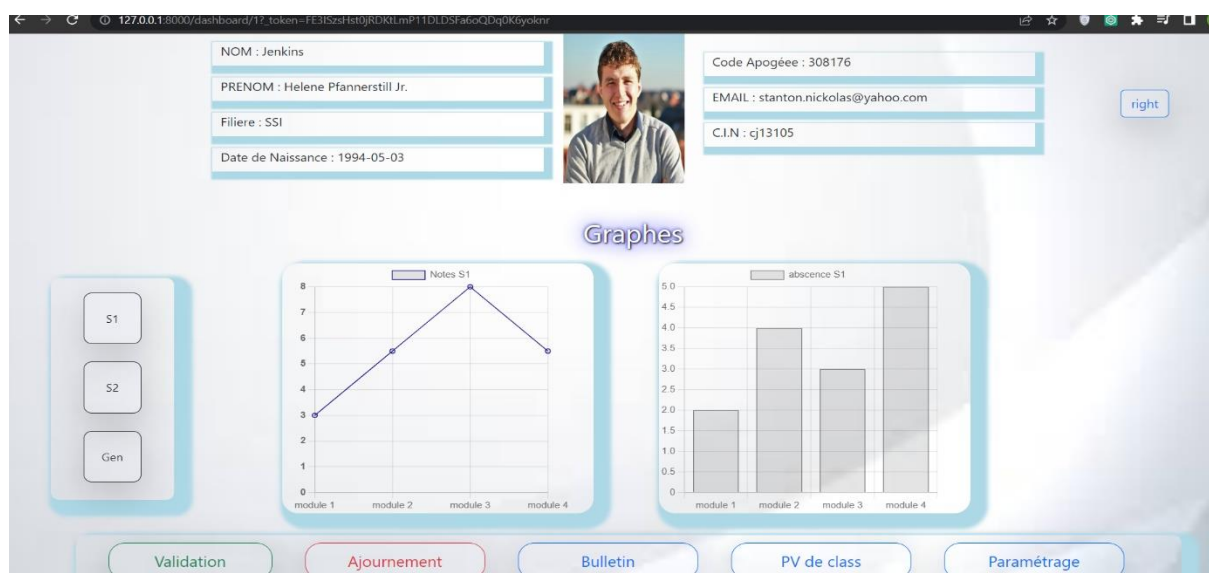 127.0.0.1:8000/dashboard/1?_token=FE3ISzsHst0jRDKtLmP11DLDSFa6oQDq0K6yoknr
NOM : Jenkins
PRENOM : Helene Pfannerstill Jr.
Filiere : SSI
Date de Naissance : 1994-05-03
Code Apogéee : 308176
EMAIL : stanton.nickolas@yahoo.com
C.I.N : cj13105
right
Graphes
S1
S2
Gen
Notes S1
8
7
6
5
4
3
2
1
0
module 1 module 2 module 3 module 4
abscence S1
5.0
4.5
4.0
3.5
3.0
2.5
2.0
1.5
1.0
0.5
0
module 1 module 2 module 3 module 4
Validation Ajournement Bulletin PV de class Paramétrage